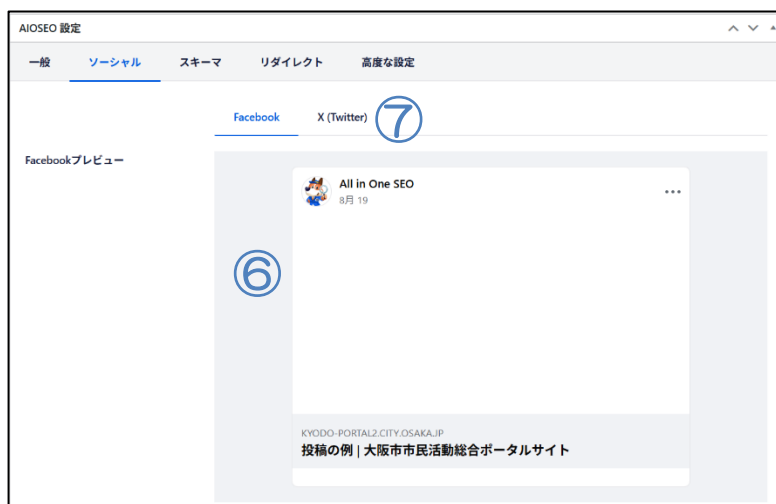 AIOSEO 設定
一般 ソーシャル スキーマ リダイレクト 高度な設定
Facebook X (Twitter) ⑦
Facebookプレビュー
All in One SEO
8月 19
⑥
KYODO-PORTAL2.CITY.OSAKA.JP
投稿の例 | 大阪市市民活動総合ポータルサイト